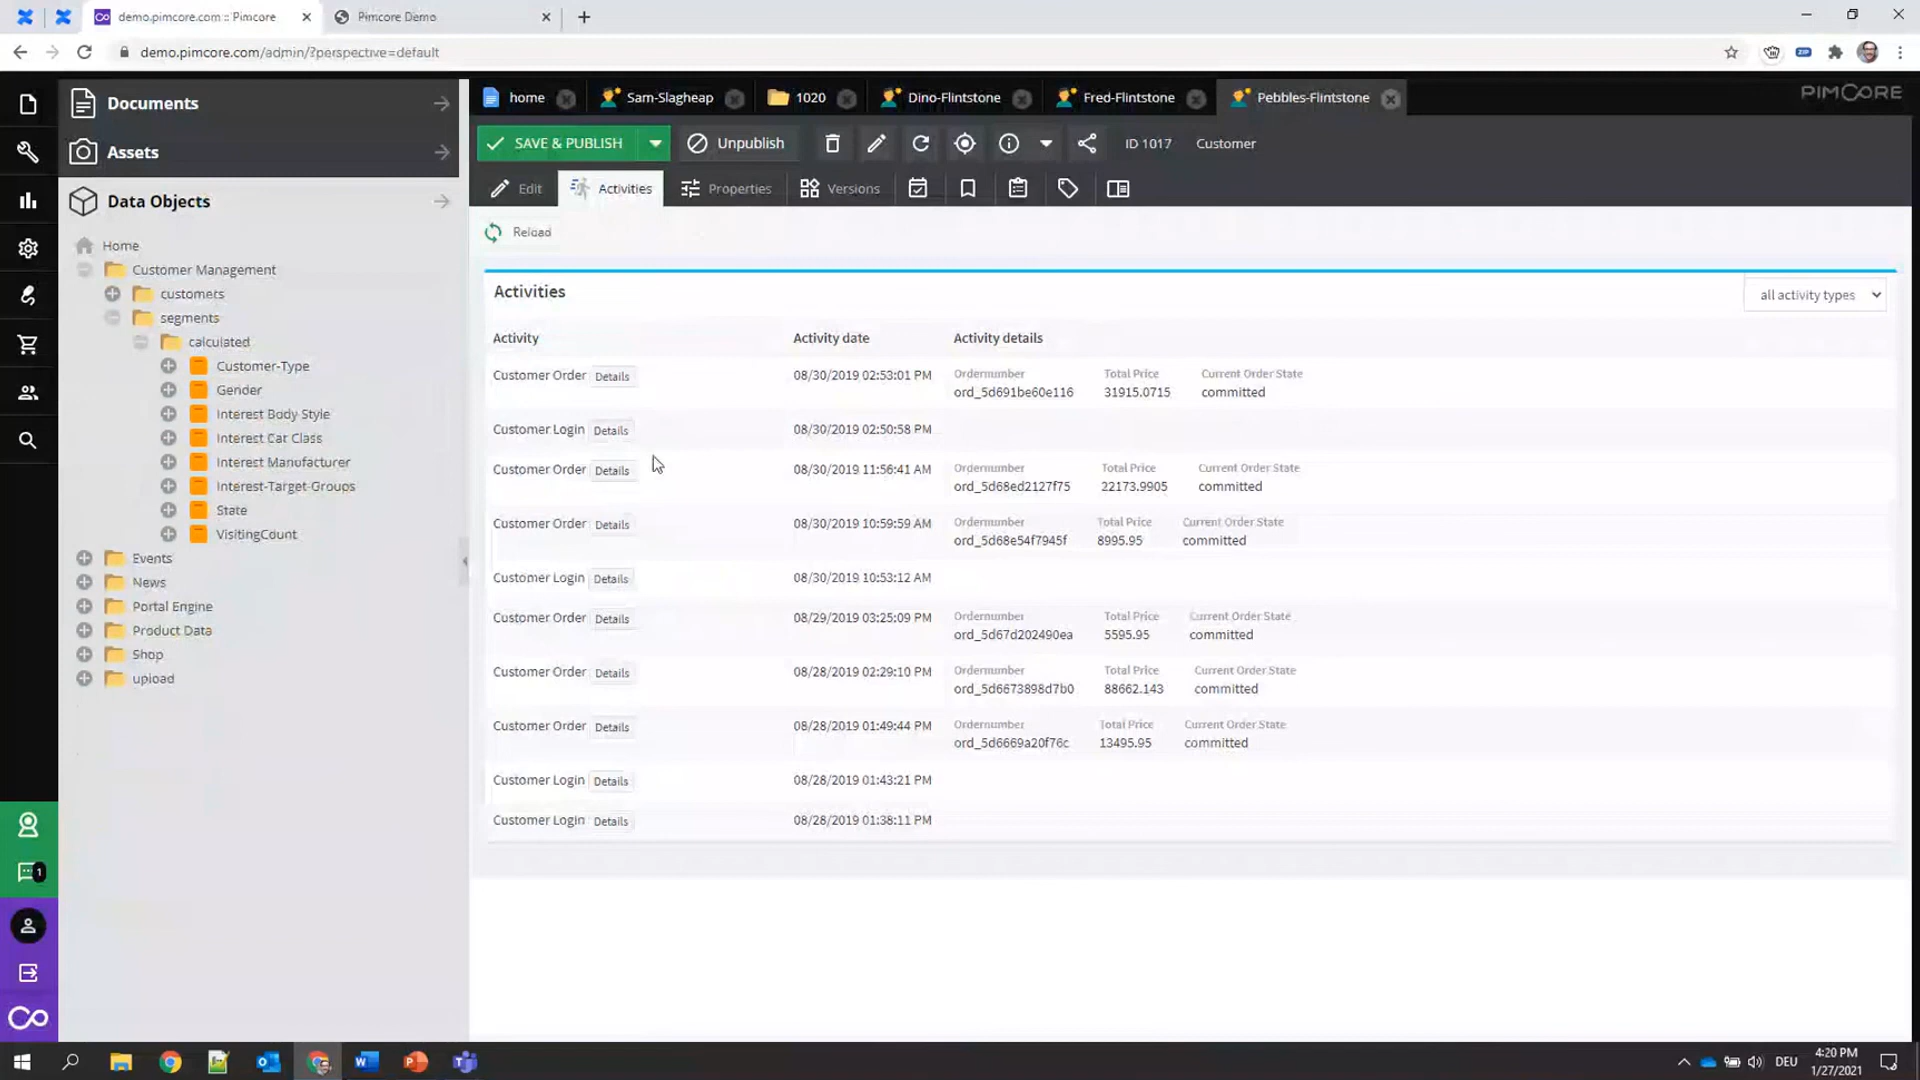 demo.pimcore.com :: Pimcore
Pimcore Demo
demo.pimcore.com/admin/?perspective=default
ZIP
Documents
Assets
Data Objects
Home
Customer Management
customers
segments
calculated
Customer-Type
Gender
Interest Body Style
Interest Car Class
Interest Manufacturer
Interest-Target-Groups
State
VisitingCount
Events
News
Portal Engine
Product Data
Shop
upload
1
home
Sam-Slagheap
1020
Dino-Flintstone
Fred-Flintstone
Pebbles-Flintstone
PIMCORE
SAVE & PUBLISH
Unpublish
ID 1017
Customer
Edit
Activities
Properties
Versions
Reload
Activities
all activity types
Activity
Activity date
Activity details
Customer Order Details 08/30/2019 02:53:01 PM Ordernumber Total Price Current Order State
ord_5d691be60e116 31915.0715 committed
Customer Login Details 08/30/2019 02:50:58 PM
Customer Order Details 08/30/2019 11:56:41 AM Ordernumber Total Price Current Order State
ord_5d68ed2127f75 22173.9905 committed
Customer Order Details 08/30/2019 10:59:59 AM Ordernumber Total Price Current Order State
ord_5d68e54f7945f 8995.95 committed
Customer Login Details 08/30/2019 10:53:12 AM
Customer Order Details 08/29/2019 03:25:09 PM Ordernumber Total Price Current Order State
ord_5d67d202490ea 5595.95 committed
Customer Order Details 08/28/2019 02:29:10 PM Ordernumber Total Price Current Order State
ord_5d6673898d7b0 88662.143 committed
Customer Order Details 08/28/2019 01:49:44 PM Ordernumber Total Price Current Order State
ord_5d6669a20f76c 13495.95 committed
Customer Login Details 08/28/2019 01:43:21 PM
Customer Login Details 08/28/2019 01:38:11 PM
DEU
4:20 PM
1/27/2021